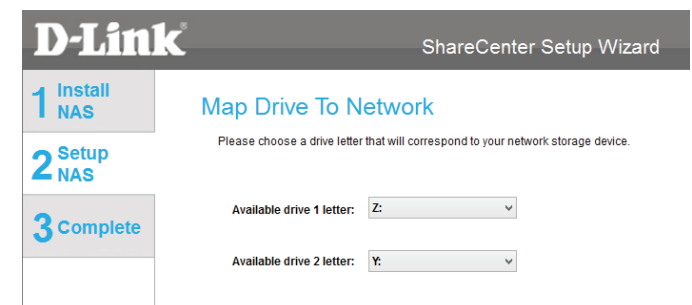 D-Link
ShareCenter Setup Wizard
1 Install
NAS
2 Setup
NAS
3 Complete
Map Drive To Network
Please choose a drive letter that will correspond to your network storage device.
Available drive 1 letter: Z:
Available drive 2 letter: Y: